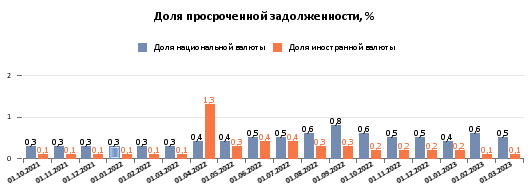 Доля просроченной задолженности, %
Доля национальной валюты Доля иностранной валюты
2
1
0
0,3 0,3 0,3 0,3 0,3 0,3 0,4 0,4 0,5 0,5 0,6 0,8 0,6 0,5 0,5 0,4 0,6 0,5
0,1 0,1 0,1 0,1 0,1 1,3 0,3 0,4 0,4 0,3 0,3 0,2 0,2 0,2 0,2 0,1 0,1
01.10.2021 01.11.2021 01.12.2021 01.01.2022 01.02.2022 01.03.2022 01.04.2022 01.05.2022 01.06.2022 01.07.2022 01.08.2022 01.09.2022 01.10.2022 01.11.2022 01.12.2022 01.01.2023 01.02.2023 01.03.2023